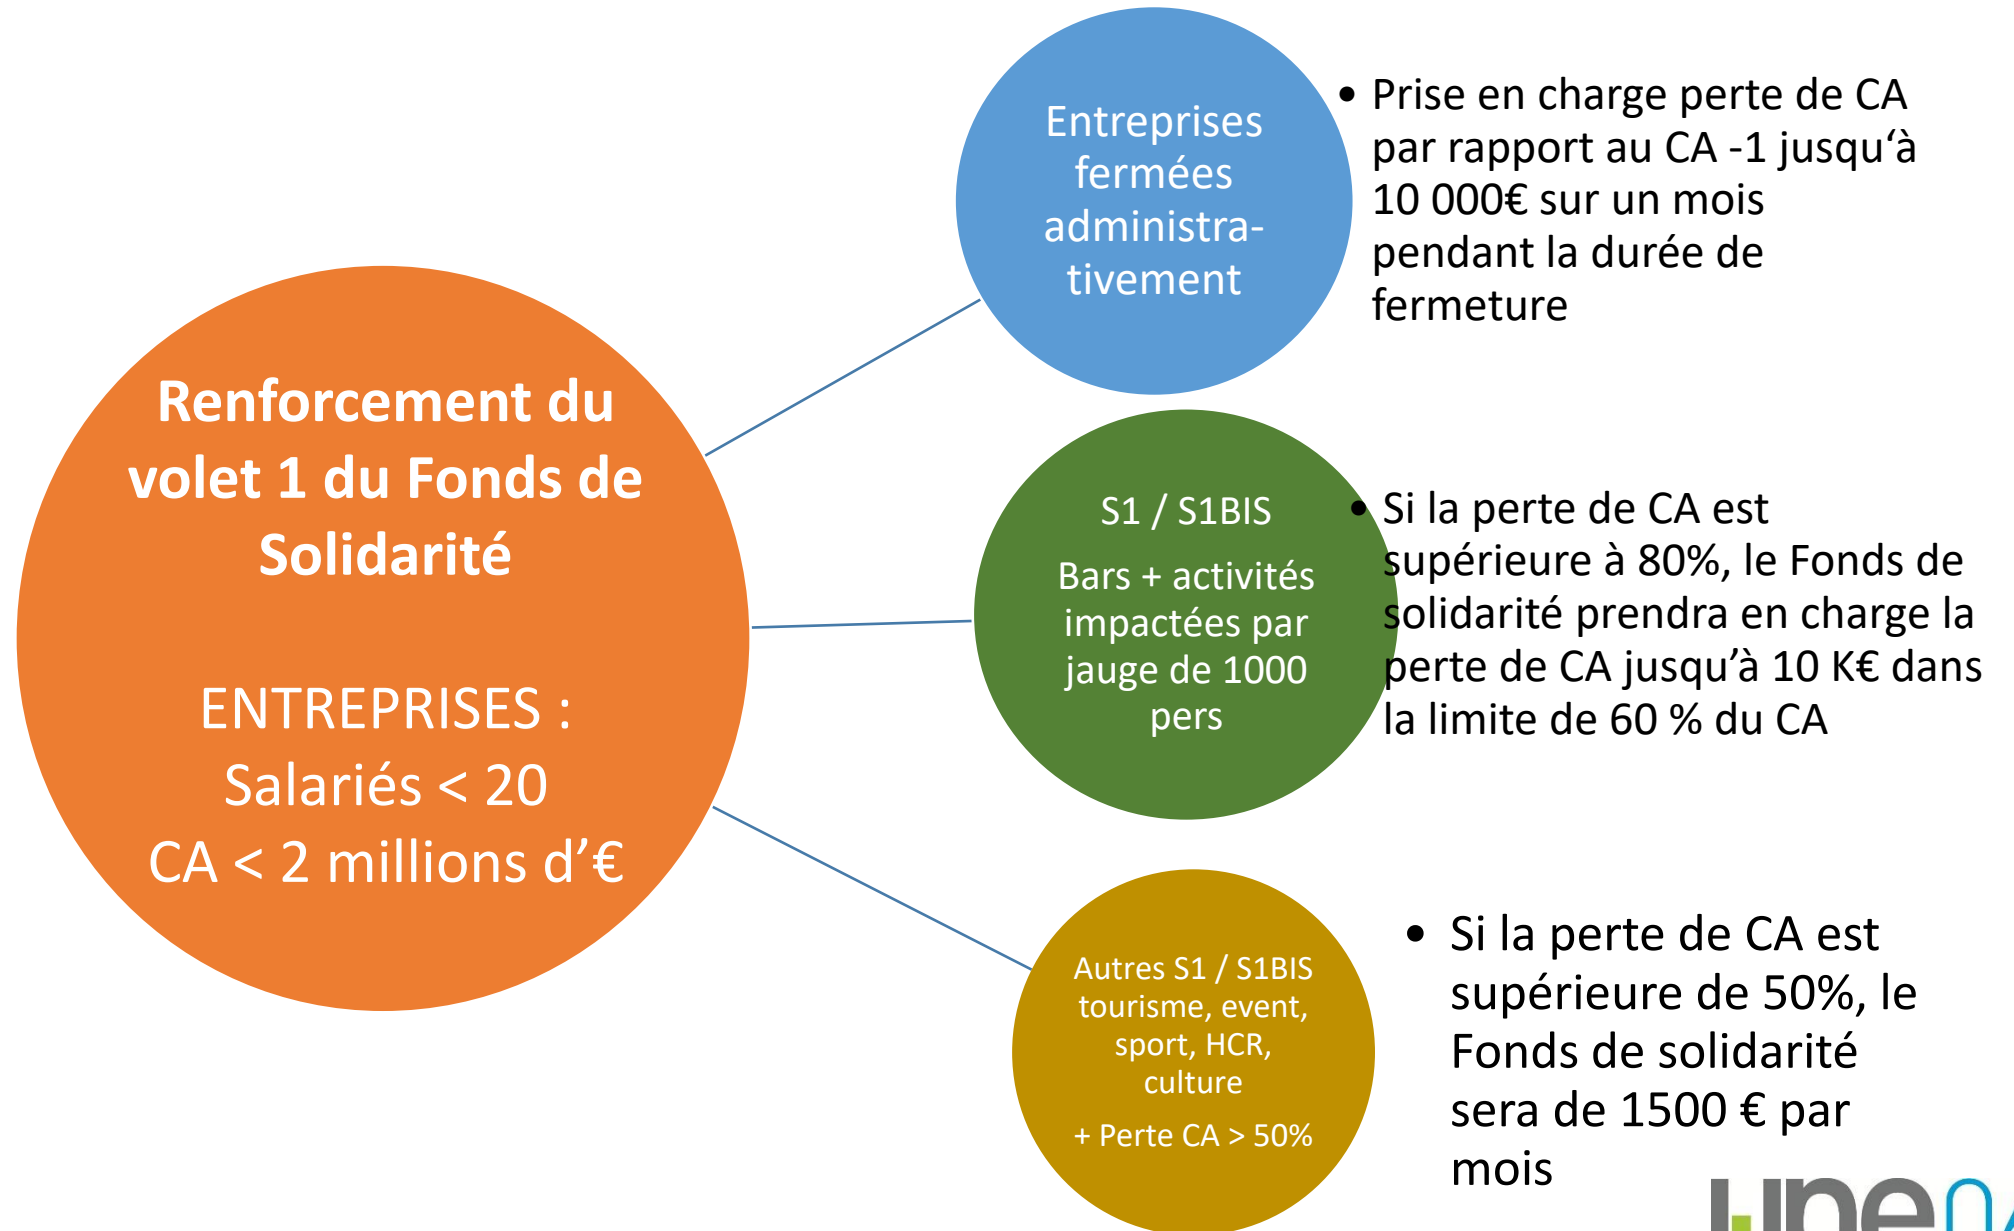 Renforcement du
volet 1 du Fonds de
Solidarité
ENTREPRISES :
Salariés < 20
CA < 2 millions d’€
Entreprises
fermées
administra-
tivement
• Prise en charge perte de CA
par rapport au CA -1 jusqu‘à
10 000€ sur un mois
pendant la durée de
fermeture
S1 / S1BIS
Bars + activités
impactées par
jauge de 1000
pers
• Si la perte de CA est
supérieure à 80%, le Fonds de
solidarité prendra en charge la
perte de CA jusqu’à 10 K€ dans
la limite de 60 % du CA
Autres S1 / S1BIS
tourisme, event,
sport, HCR,
culture
+ Perte CA > 50%
• Si la perte de CA est
supérieure de 50%, le
Fonds de solidarité
sera de 1500 € par
mois